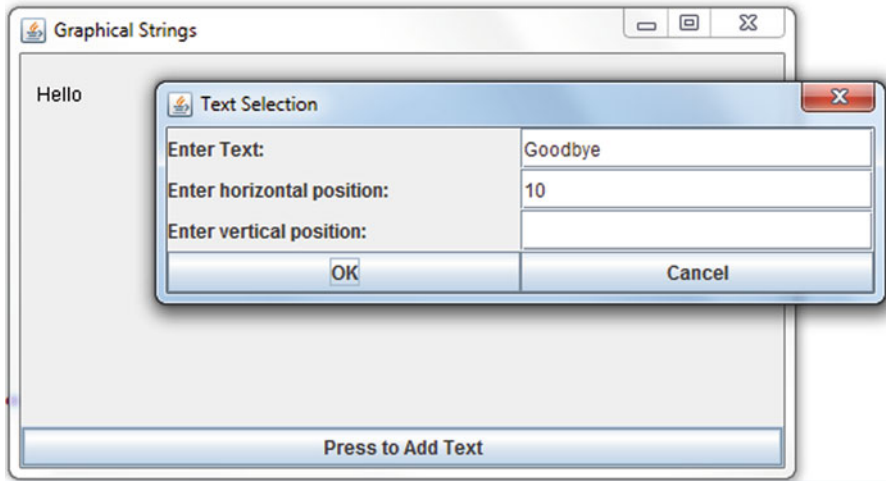 Graphical Strings
Hello
Text Selection
Enter Text: Goodbye
Enter horizontal position: 10
Enter vertical position:
OK Cancel
Press to Add Text